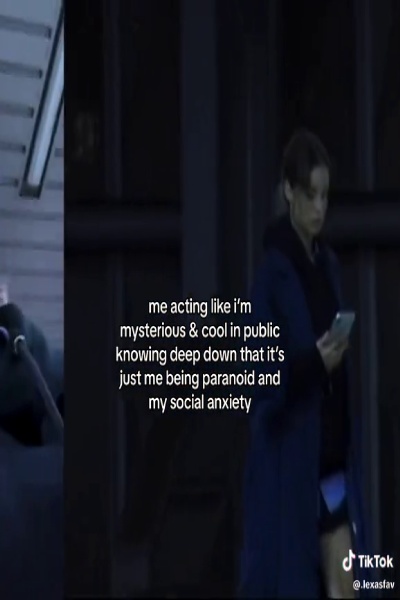 me acting like i'm
mysterious & cool in public
knowing deep down that it's
just me being paranoid and
my social anxiety
TikTok
@.lexasfav